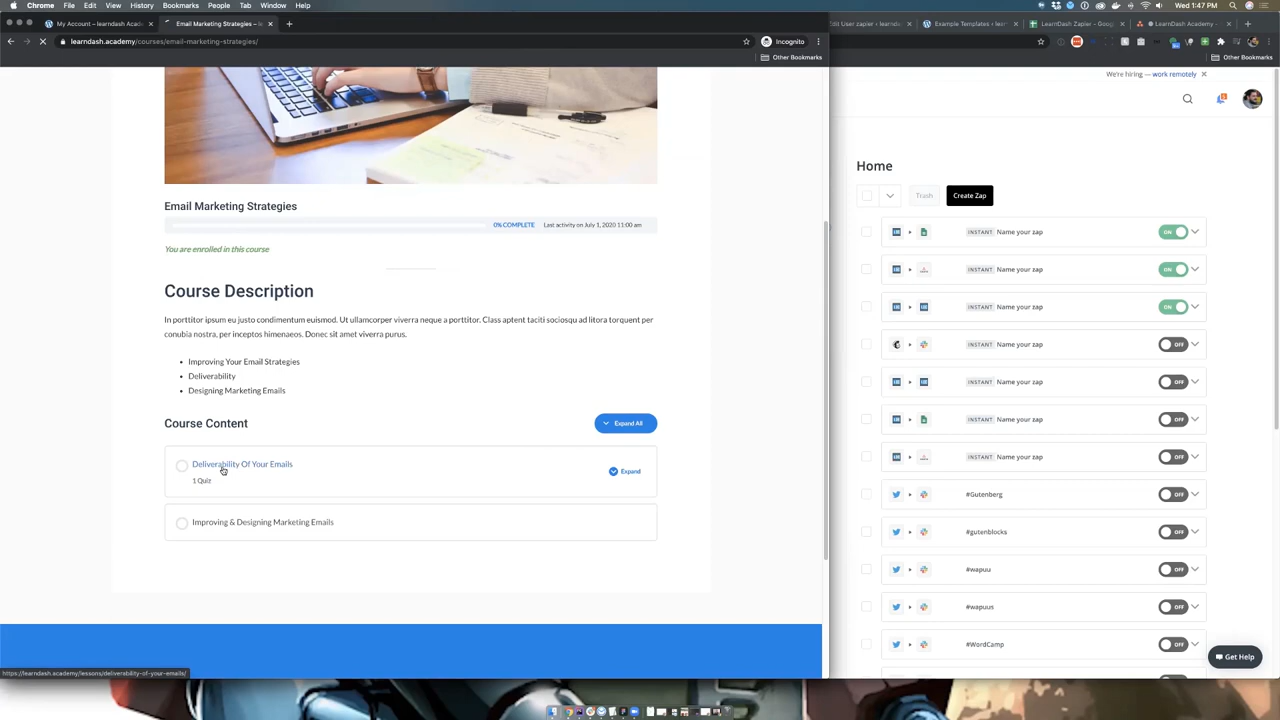 Chrome File Edit View History Bookmarks People Tab Window Help
Wed 1:47 PM
My Account – learndash Acade
Email Marketing Strategies – l
Edit User zapier ‹ learndas
Example Templates ‹ learn
LearnDash Zapier - Goog
LearnDash Academy -
learndash.academy/courses/email-marketing-strategies/
Incognito
Other Bookmarks
Other Bookmarks
We're hiring — work remotely
Home
Trash
Create Zap
Email Marketing Strategies
0% COMPLETE
Last activity on July 1, 2020 11:00 am
You are enrolled in this course
Course Description
In porttitor ipsum eu justo condimentum euismod. Ut ullamcorper viverra neque a porttitor. Class aptent taciti sociosqu ad litora torquent per
conubia nostra, per inceptos himenaeos. Donec sit amet viverra purus.
Improving Your Email Strategies
Deliverability
Designing Marketing Emails
Course Content
Expand All
Deliverability Of Your Emails
1 Quiz
Expand
Improving & Designing Marketing Emails
https://learndash.academy/lessons/deliverability-of-your-emails/
INSTANT Name your zap ON
INSTANT Name your zap ON
INSTANT Name your zap ON
INSTANT Name your zap OFF
INSTANT Name your zap OFF
INSTANT Name your zap OFF
INSTANT Name your zap OFF
#Gutenberg OFF
#gutenblocks OFF
#wapuu OFF
#wapuus OFF
#WordCamp OFF
Get Help